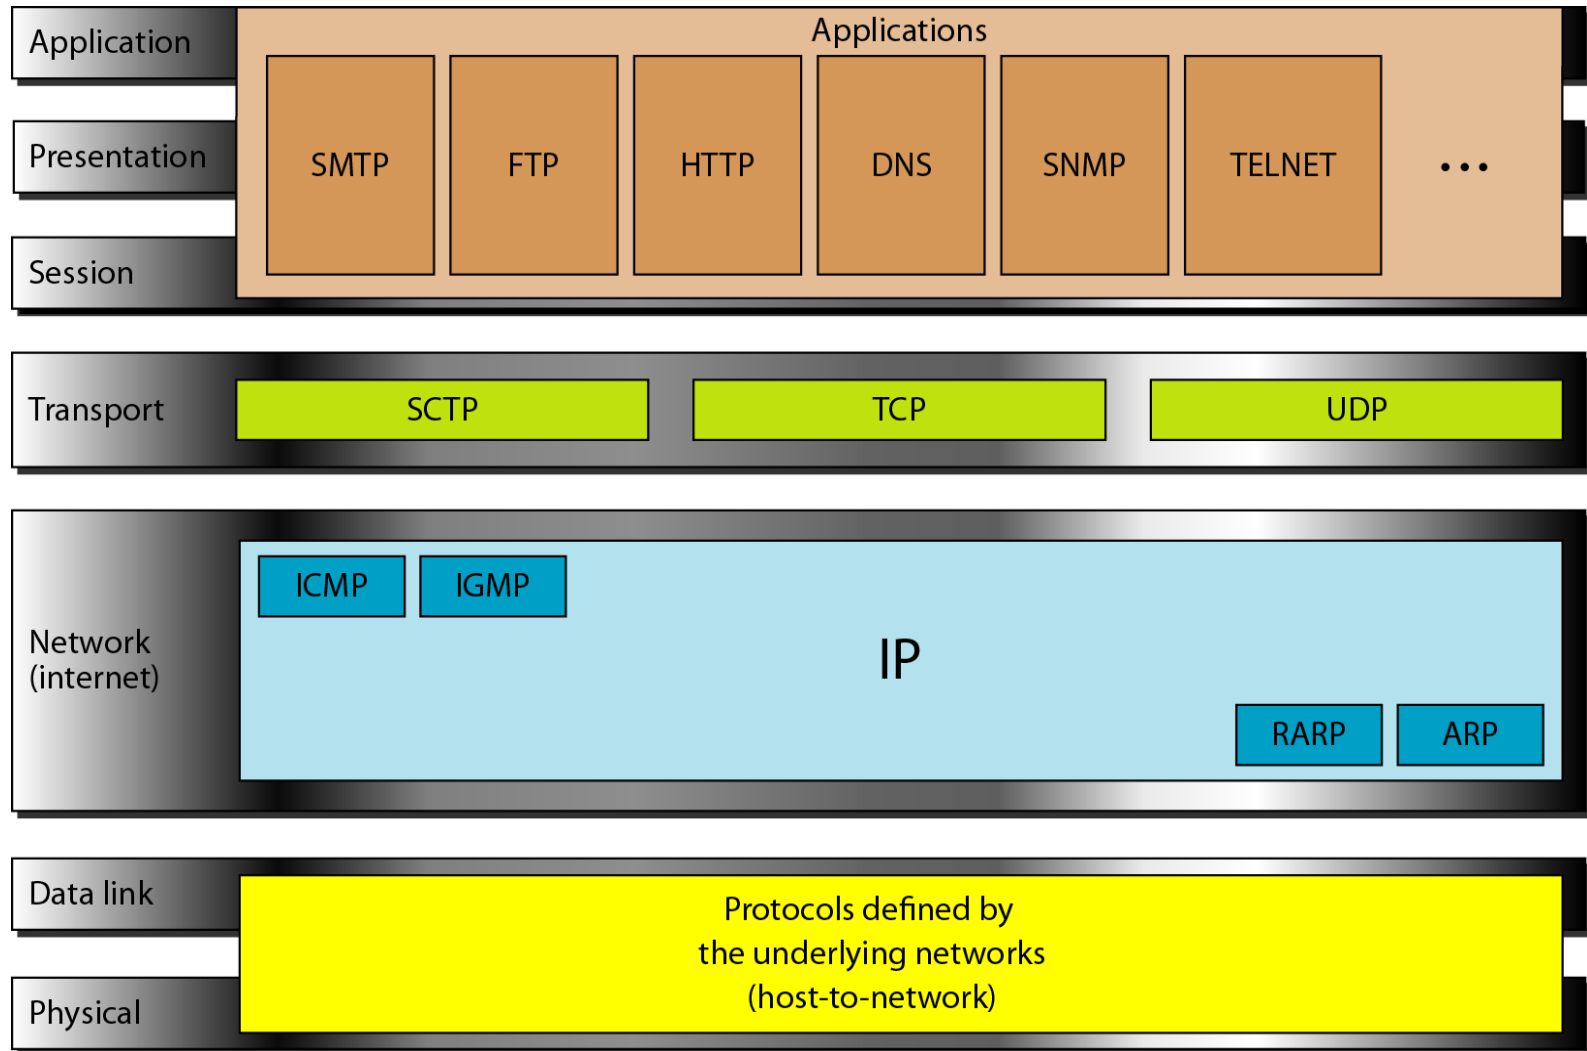 Application
Applications
Presentation
SMTP
FTP
HTTP
DNS
SNMP
TELNET
...
Session
Transport
SCTP
TCP
UDP
Network
(internet)
ICMP
IGMP
IP
RARP
ARP
Data link
Protocols defined by
the underlying networks
(host-to-network)
Physical